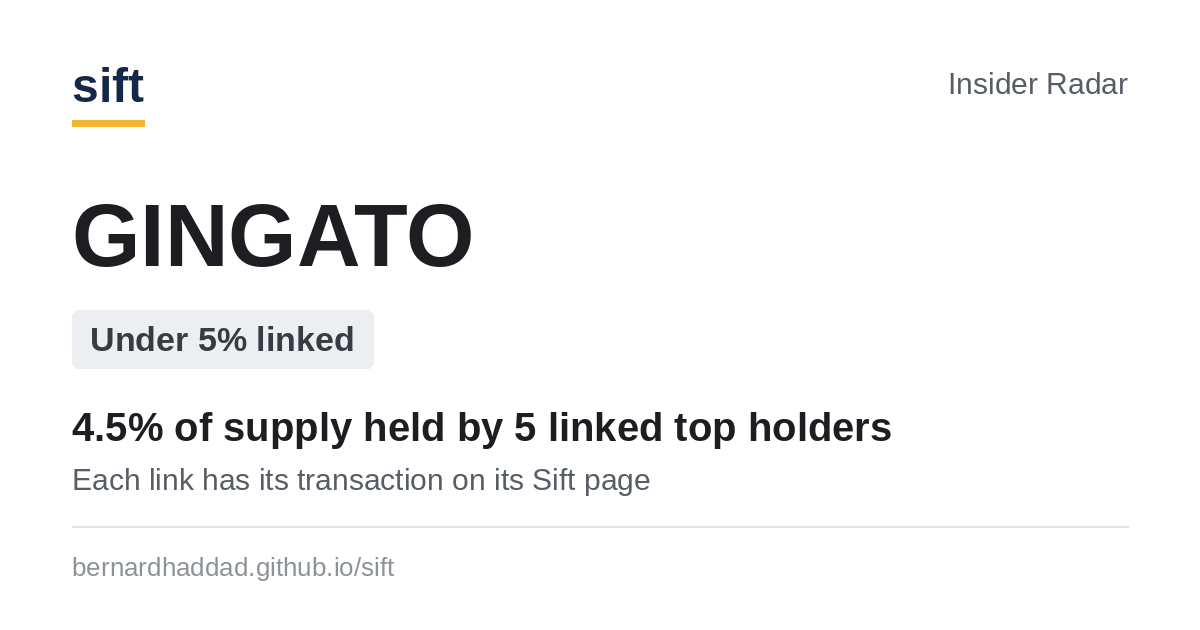 sift
Insider Radar
GINGATO
Under 5% linked
4.5% of supply held by 5 linked top holders
Each link has its transaction on its Sift page
bernardhaddad.github.io/sift